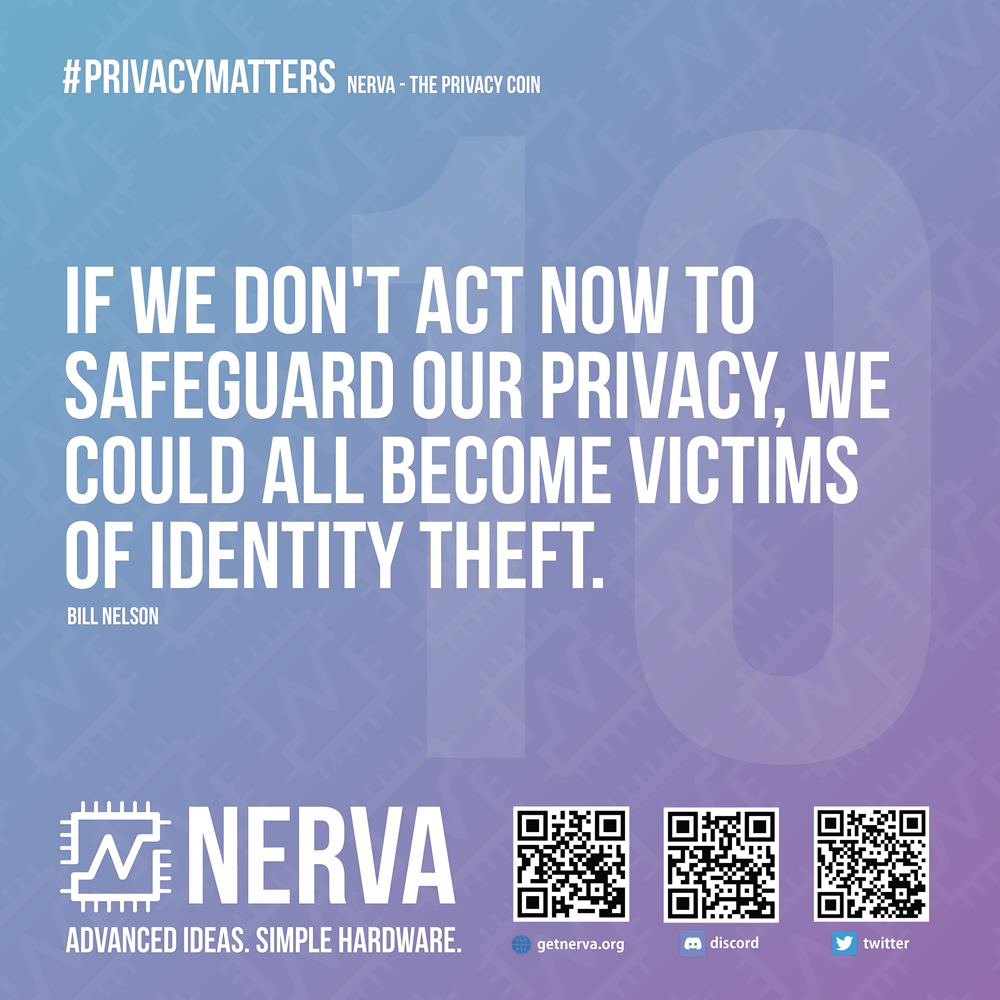 #PRIVACYMATTERS NERVA - THE PRIVACY COIN
10
IF WE DON'T ACT NOW TO
SAFEGUARD OUR PRIVACY, WE
COULD ALL BECOME VICTIMS
OF IDENTITY THEFT.
BILL NELSON
NERVA
ADVANCED IDEAS. SIMPLE HARDWARE.
getnerva.org
discord
twitter